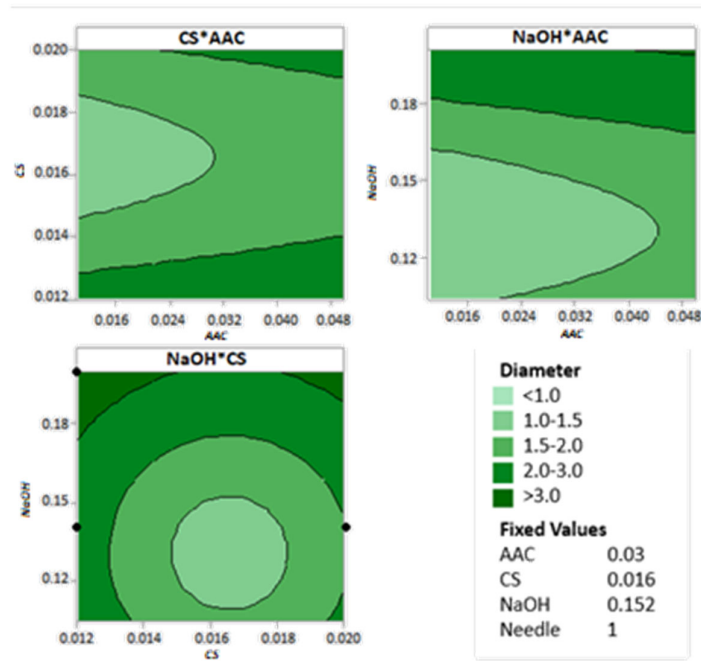 CS*AAC
0.020
0.018
0.016
0.014
0.012
CS
0.016 0.024 0.032 0.040 0.048
AAC
NaOH*AAC
0.18
0.15
0.12
NaOH
0.016 0.024 0.032 0.040 0.048
AAC
NaOH*CS
0.18
0.15
0.12
NaOH
0.012 0.014 0.016 0.018 0.020
CS
Diameter
<1.0
1.0-1.5
1.5-2.0
2.0-3.0
>3.0
Fixed Values
AAC 0.03
CS 0.016
NaOH 0.152
Needle 1